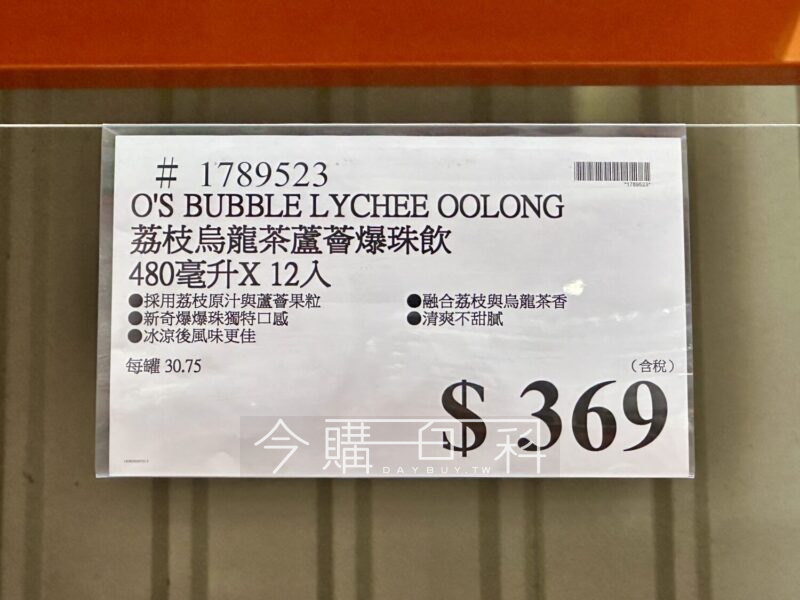 # 1789523
*1789523*
O'S BUBBLE LYCHEE OOLONG
荔枝烏龍茶蘆薈爆珠飲
480毫升X 12入
●採用荔枝原汁與蘆薈果粒
●融合荔枝與烏龍茶香
●新奇爆爆珠獨特口感
●清爽不甜膩
●冰涼後風味更佳
每罐 30.75
(含稅)
$ 369
今購百科
DAYBUY.TW